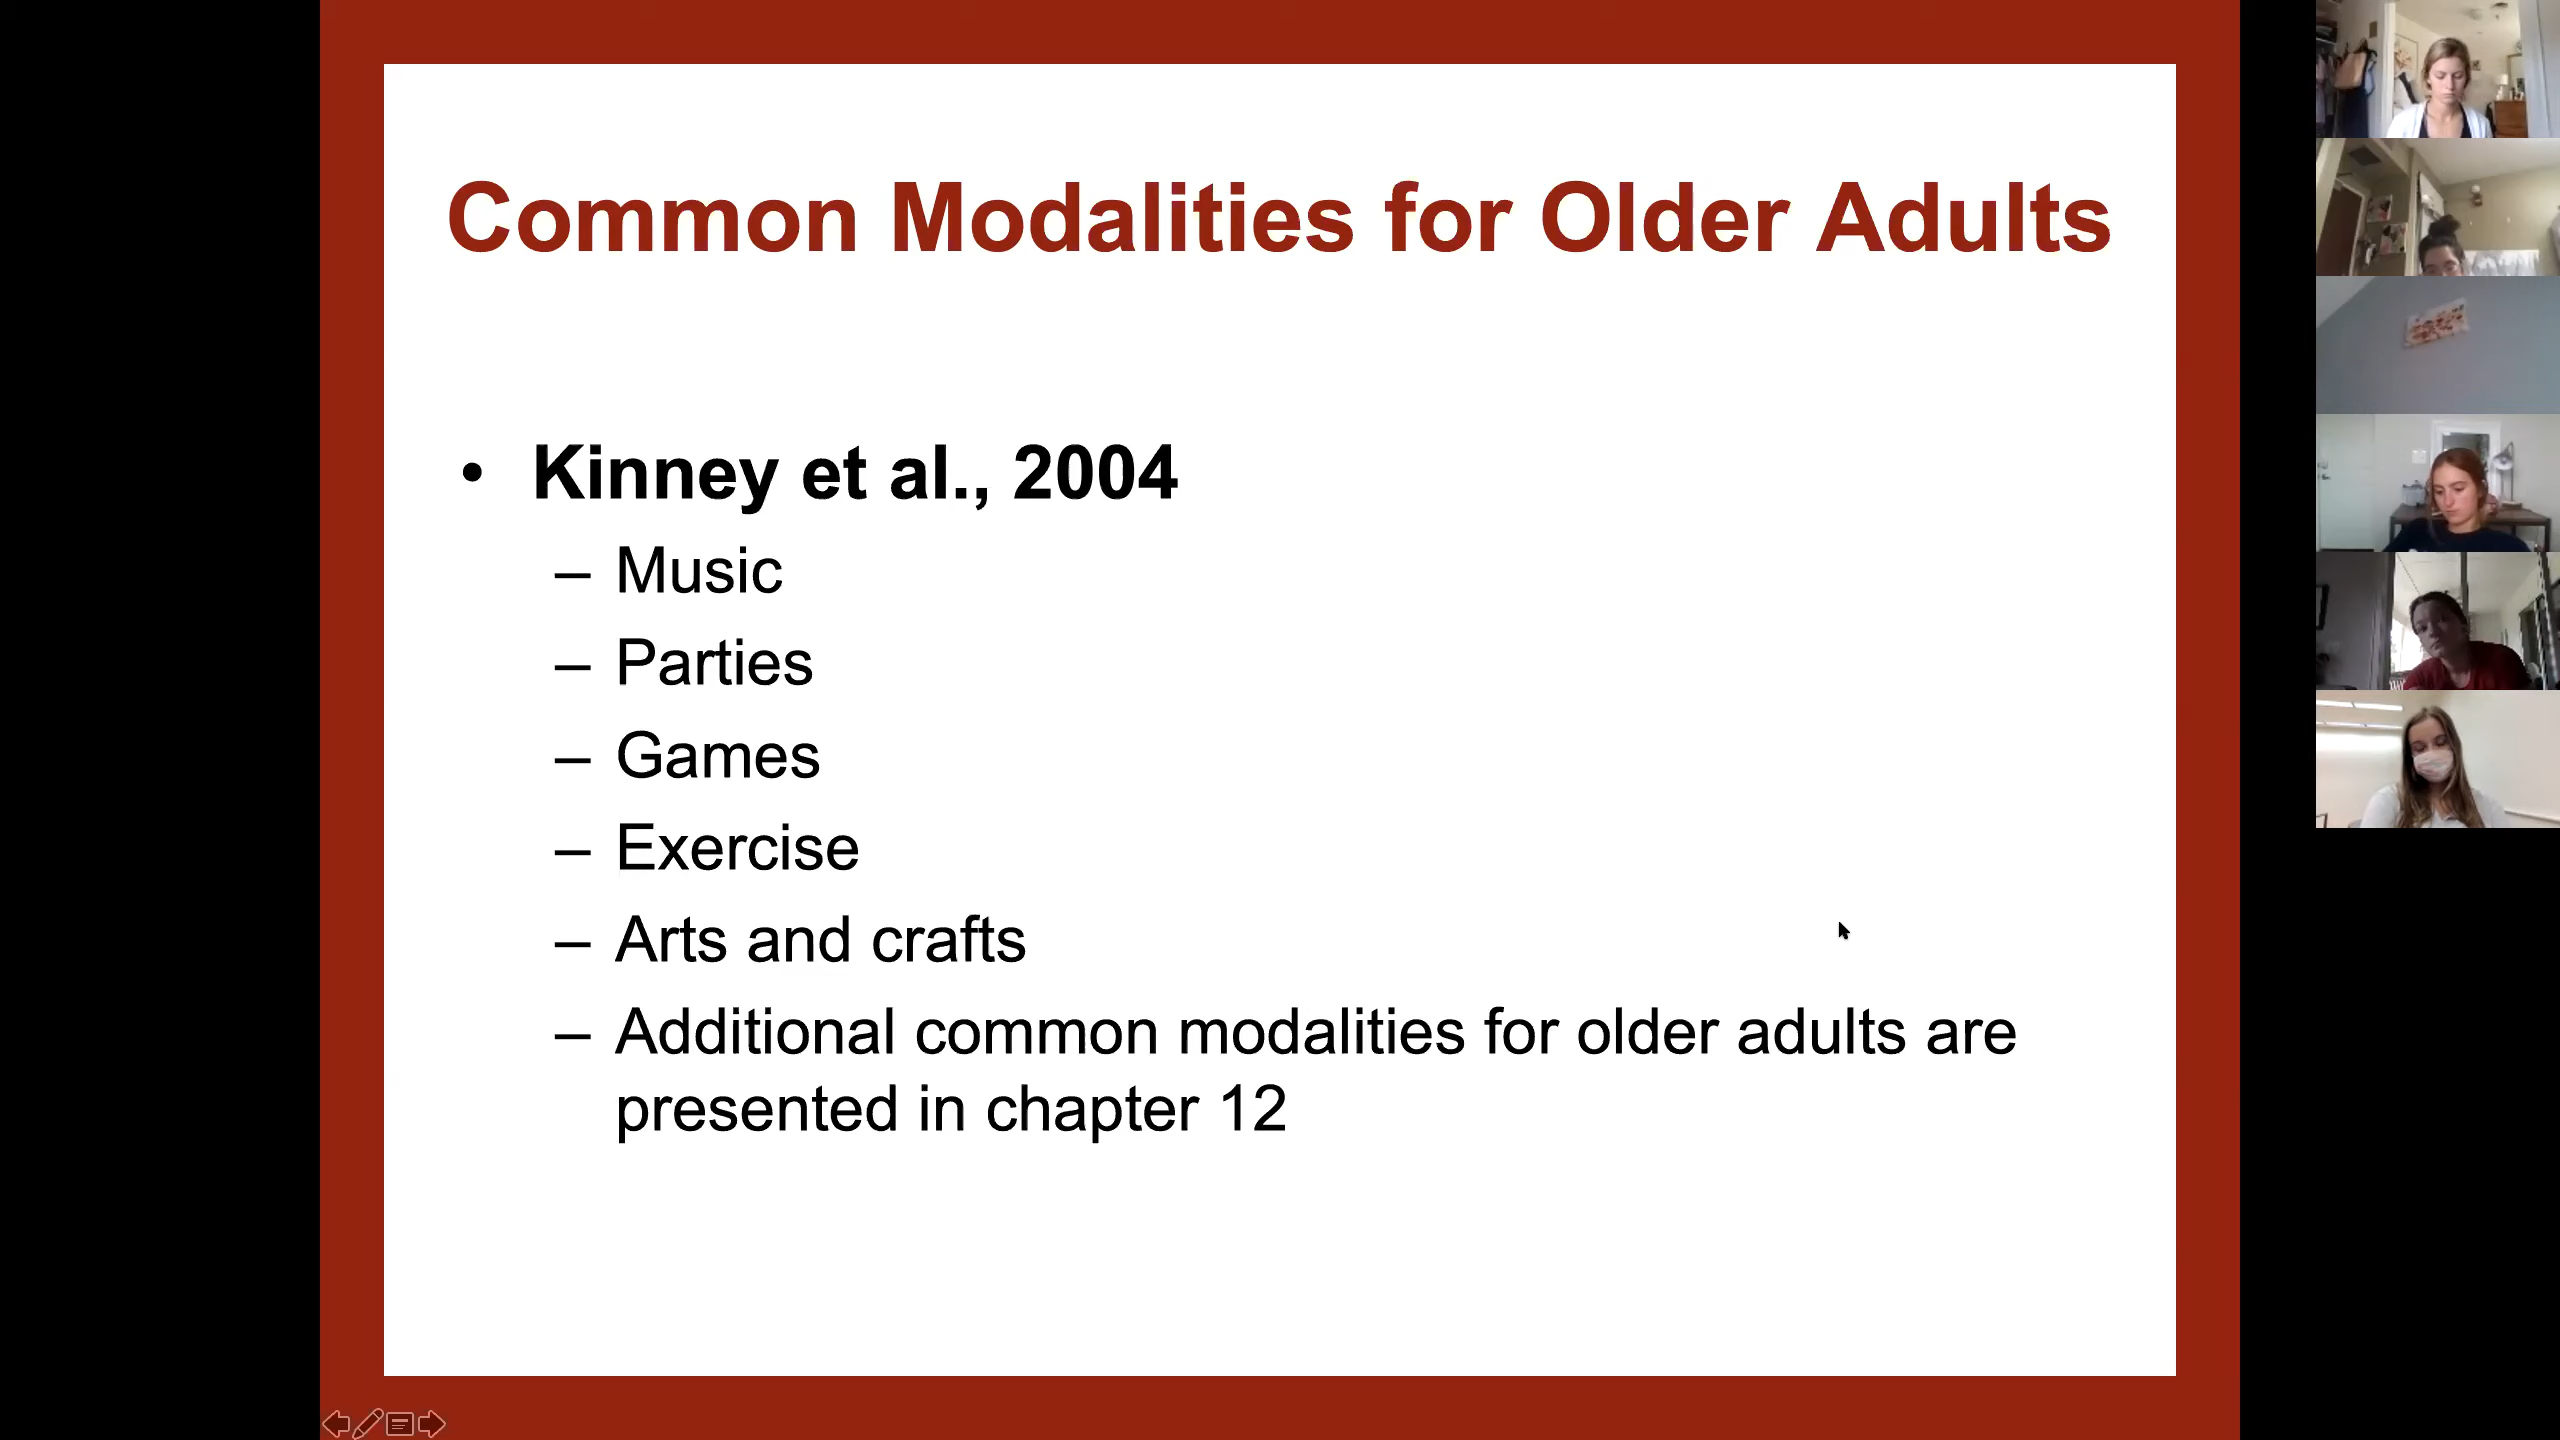 Common Modalities for Older Adults
• Kinney et al., 2004
– Music
– Parties
– Games
– Exercise
– Arts and crafts
– Additional common modalities for older adults are
presented in chapter 12